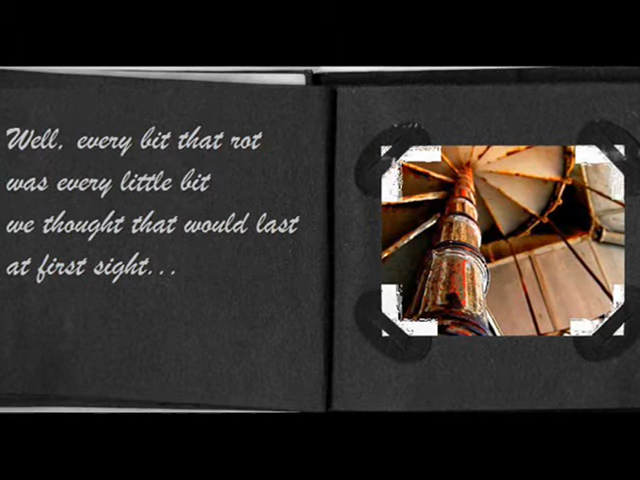 Well, every bit that rot
was every little bit
we thought that would last
at first sight...